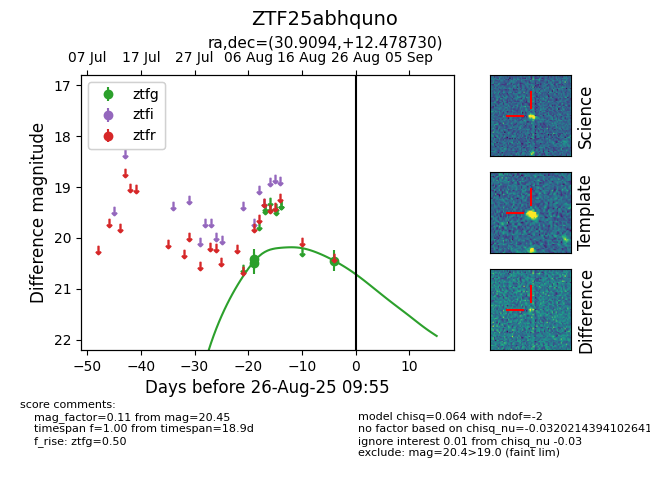 ZTF25abhquno
ra,dec=(30.9094,+12.478730)
07 Jul 17 Jul 27 Jul 06 Aug 16 Aug 26 Aug 05 Sep
17
18
19
20
21
22
Difference magnitude
ztfg
ztfi
ztfr
−50 −40 −30 −20 −10 0 10
Days before 26-Aug-25 09:55
Science
Template
Difference
score comments:
mag_factor=0.11 from mag=20.45
timespan f=1.00 from timespan=18.9d
f_rise: ztfg=0.50
model chisq=0.064 with ndof=-2
no factor based on chisq_nu=-0.0320214394102641
ignore interest 0.01 from chisq_nu -0.03
exclude: mag=20.4>19.0 (faint lim)